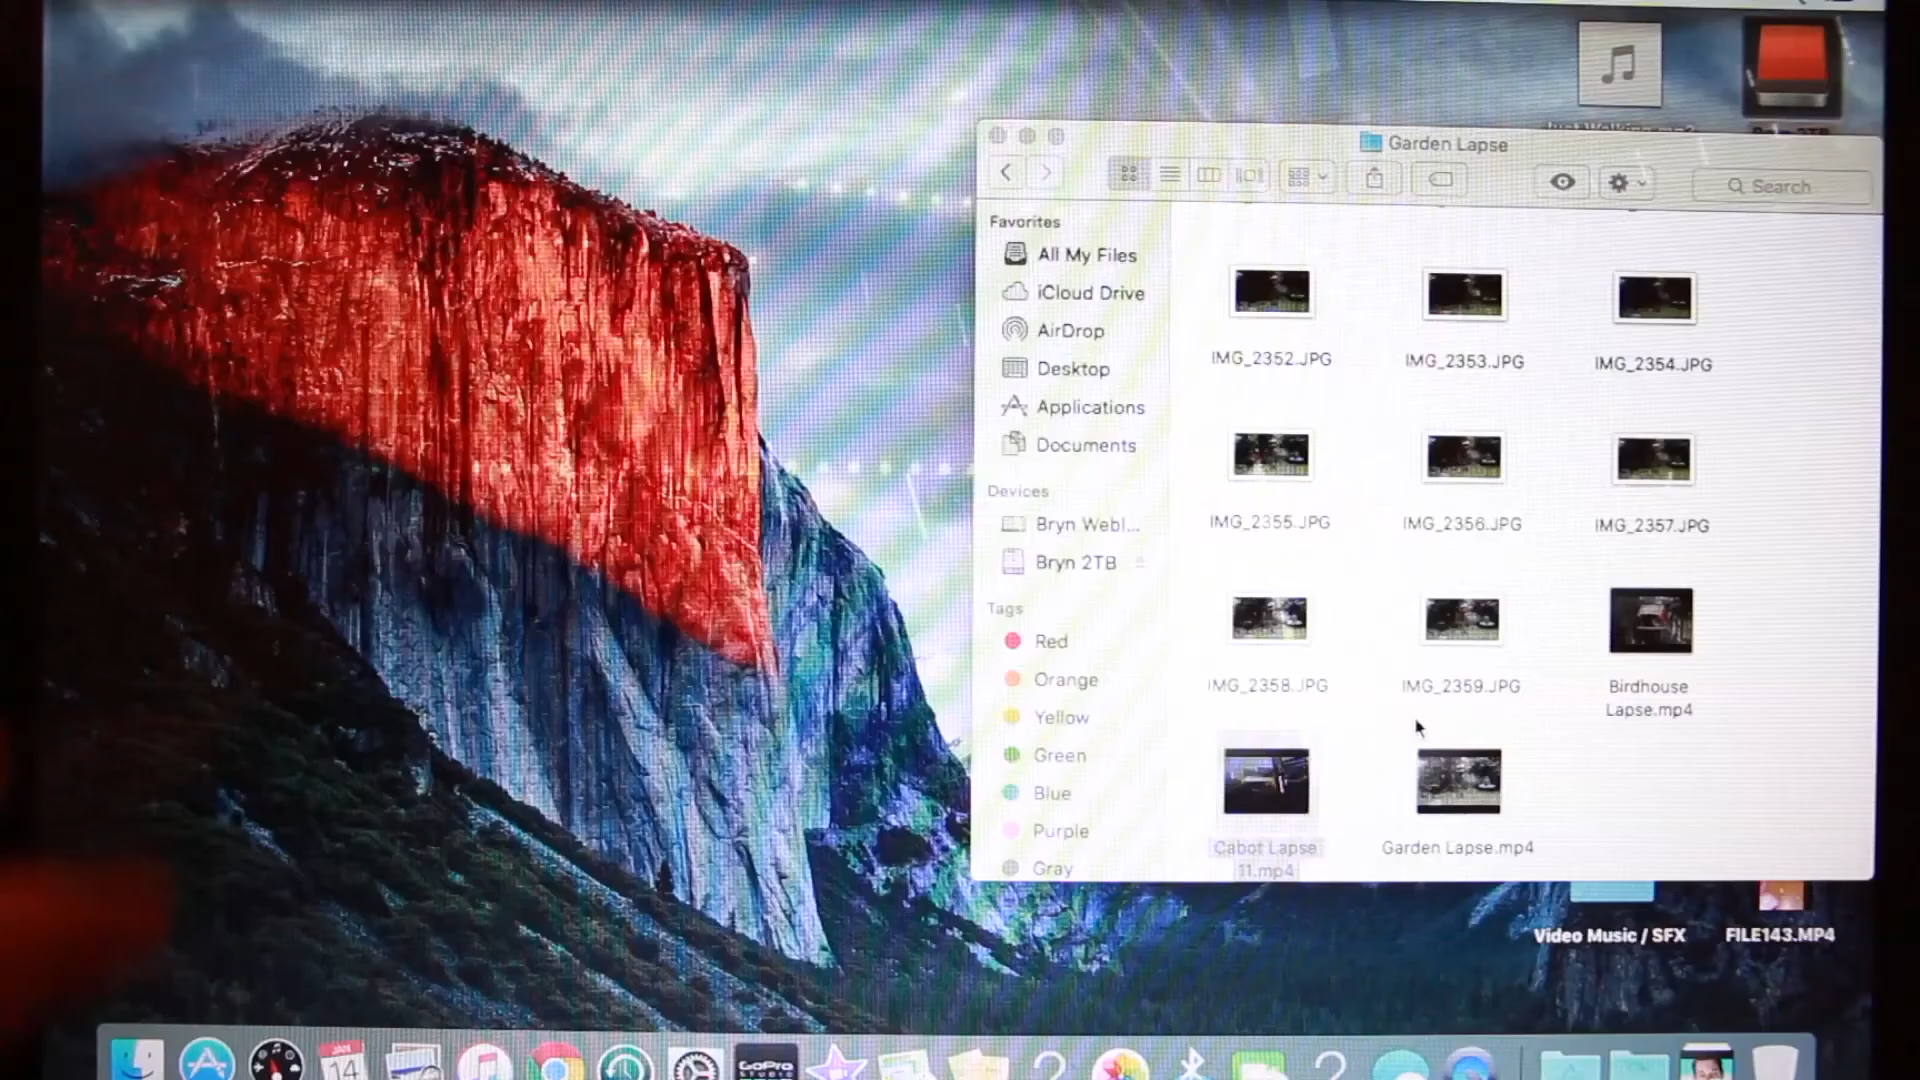 Garden Lapse
Search
Favorites
All My Files
iCloud Drive
AirDrop
Desktop
Applications
Documents
Devices
Bryn Webl...
Bryn 2TB
Tags
Red
Orange
Yellow
Green
Blue
Purple
Gray
IMG_2352.JPG
IMG_2353.JPG
IMG_2354.JPG
IMG_2355.JPG
IMG_2356.JPG
IMG_2357.JPG
IMG_2358.JPG
IMG_2359.JPG
Birdhouse
Lapse.mp4
Cabot Lapse
11.mp4
Garden Lapse.mp4
Video Music / SFX
FILE143.MP4
JAN
14
GoPro
STUDIO